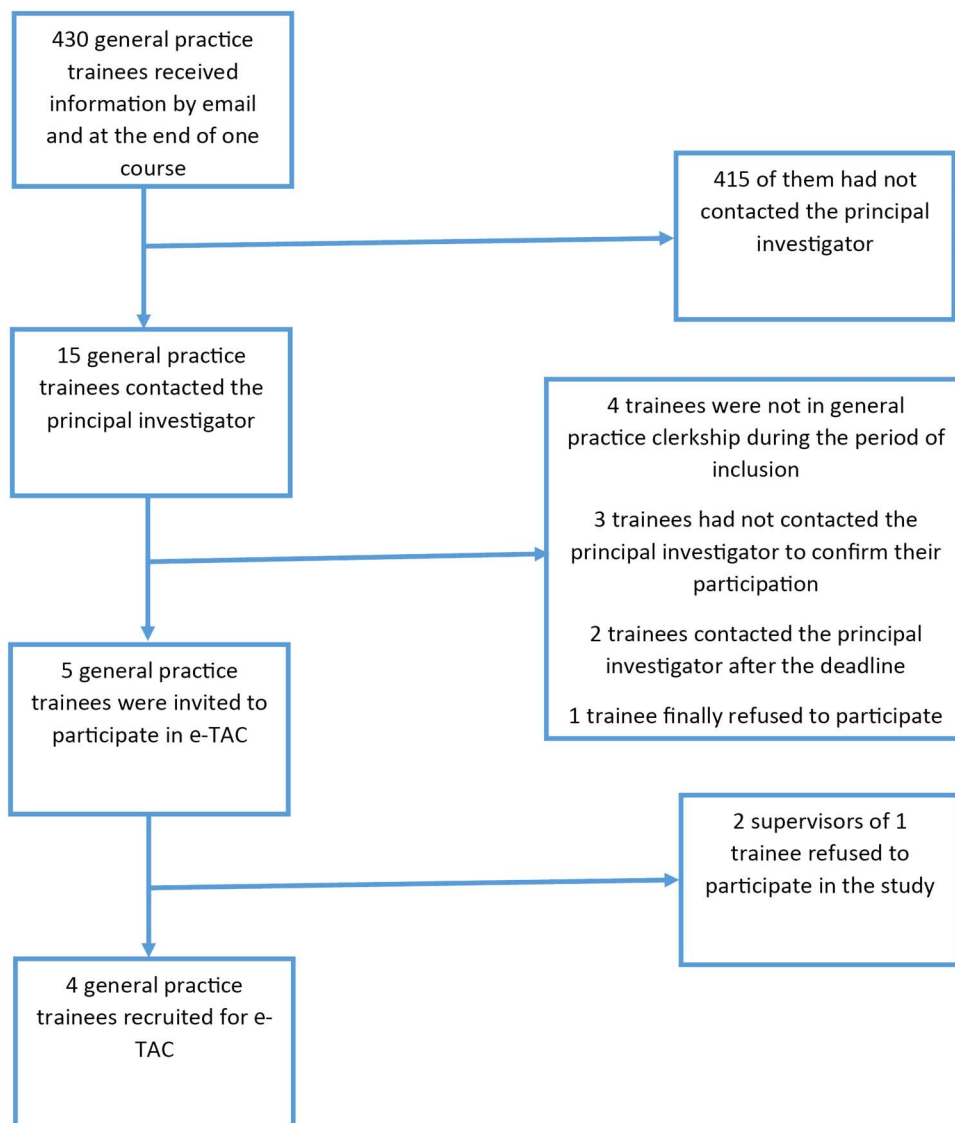 430 general practice
trainees received
information by email
and at the end of one
course
415 of them had not
contacted the principal
investigator
15 general practice
trainees contacted the
principal investigator
4 trainees were not in general
practice clerkship during the period of
inclusion
3 trainees had not contacted the
principal investigator to confirm their
participation
2 trainees contacted the principal
investigator after the deadline
1 trainee finally refused to participate
5 general practice
trainees were invited to
participate in e-TAC
2 supervisors of 1
trainee refused to
participate in the study
4 general practice
trainees recruited for e-
TAC